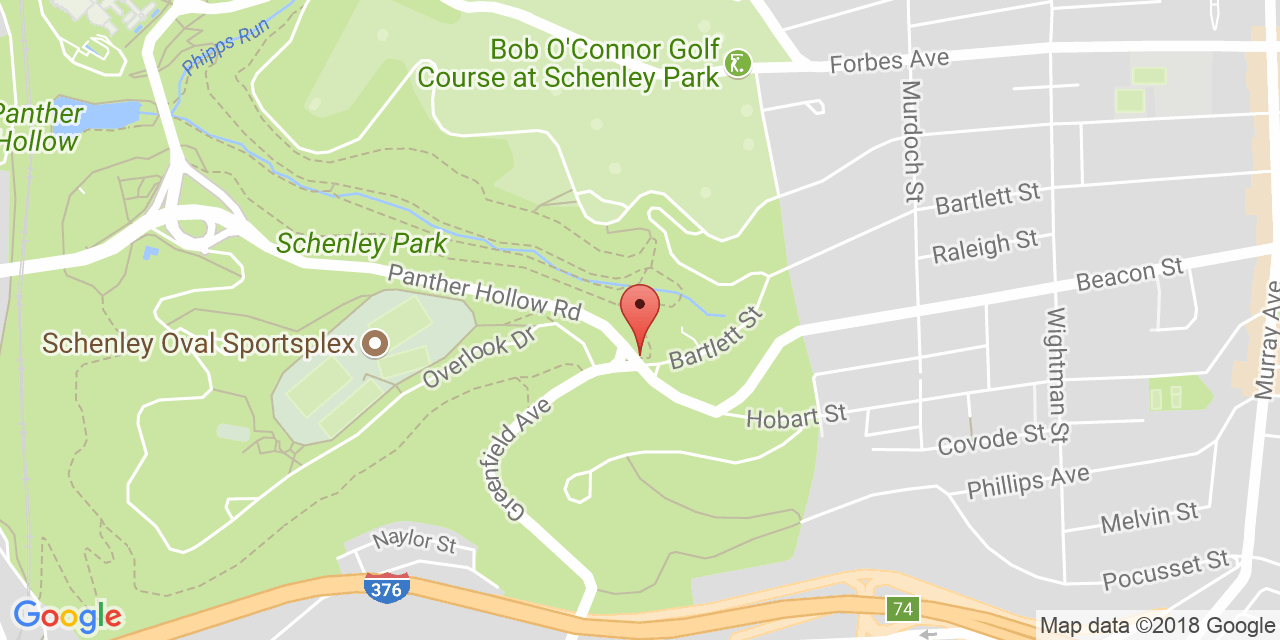 Phipps Run
Bob O'Connor Golf
Course at Schenley Park
Forbes Ave
Panther
Hollow
Murdoch St
Bartlett St
Schenley Park
Raleigh St
Panther Hollow Rd
Beacon St
Schenley Oval Sportsplex
Overlook Dr
Bartlett St
Wightman St
Murray Ave
Greenfield Ave
Hobart St
Covode St
Phillips Ave
Melvin St
Naylor St
Pocusset St
376
74
Google
Map data ©2018 Google